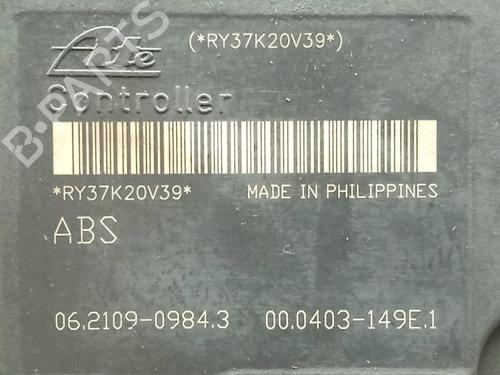 (*RY37K20V39*)
Ate
Controller
B-PARTS
*RY37K20V39* MADE IN PHILIPPINES
ABS
06.2109-0984.3 00.0403-149E.1